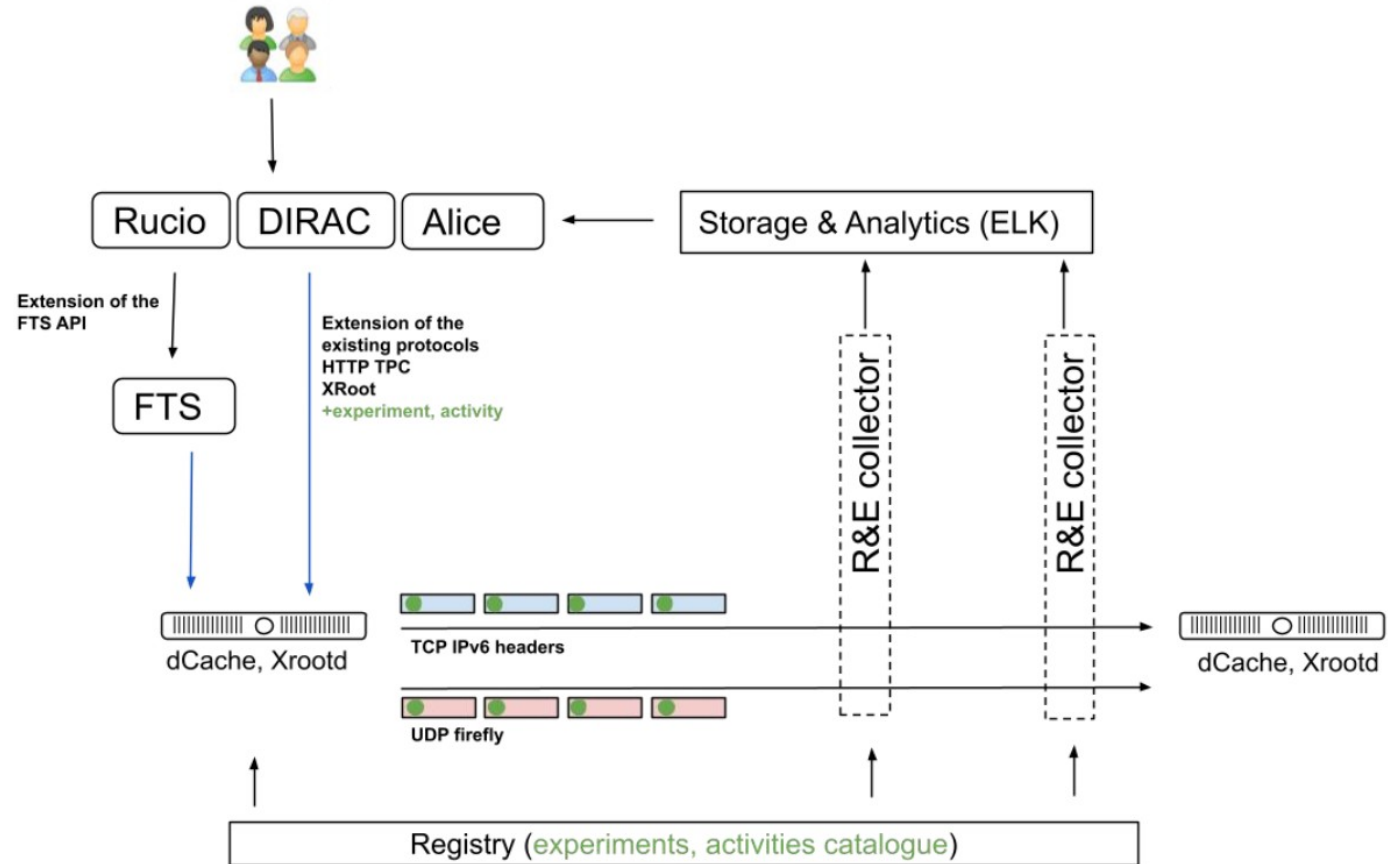 Rucio
DIRAC
Alice
Storage & Analytics (ELK)
Extension of the
FTS API
Extension of the
existing protocols
HTTP TPC
XRoot
+experiment, activity
FTS
R&E collector
R&E collector
dCache, Xrootd
TCP IPv6 headers
dCache, Xrootd
UDP firefly
Registry (experiments, activities catalogue)